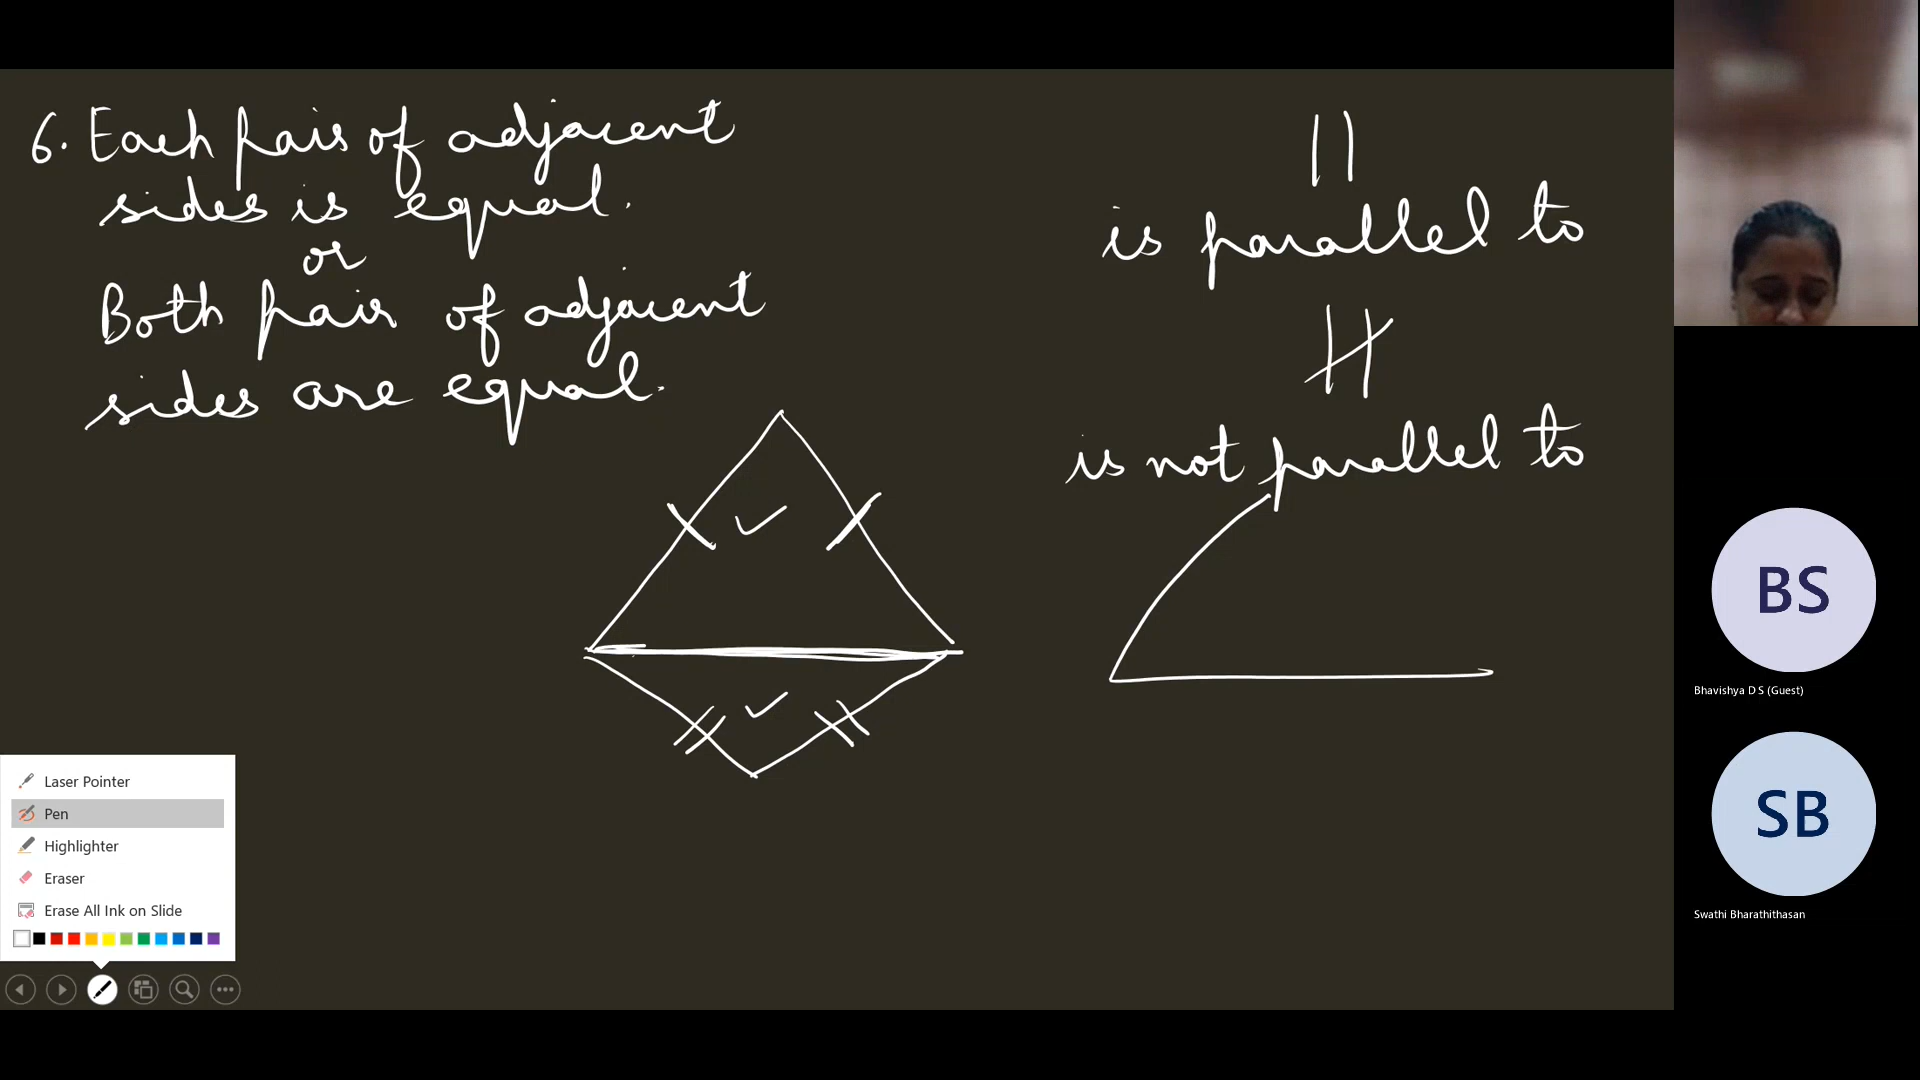 6. Each pair of adjacent
sides is equal.
or
Both pair of adjacent
sides are equal.
||
is parallel to
is not parallel to
Laser Pointer
Pen
Highlighter
Eraser
Erase All Ink on Slide
BS
Bhavishya D S (Guest)
SB
Swathi Bharathithasan